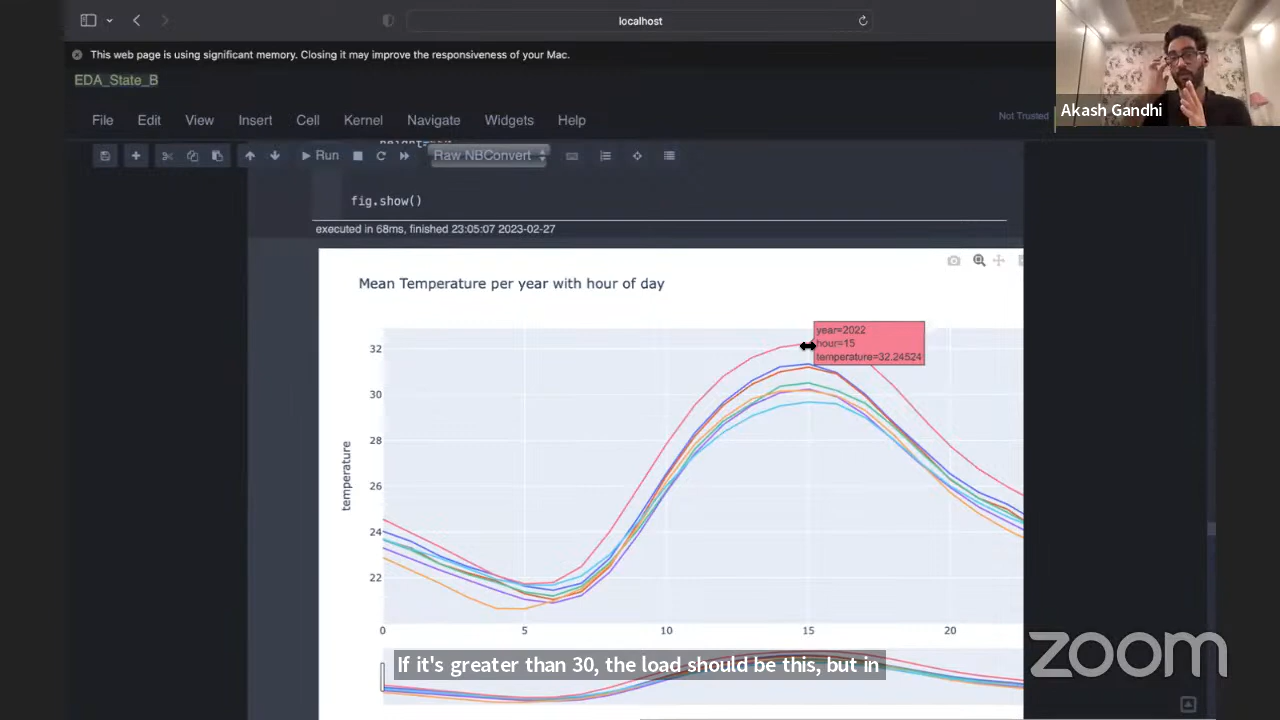 localhost
This web page is using significant memory. Closing it may improve the responsiveness of your Mac.
EDA_State_B
Akash Gandhi
File Edit View Insert Cell Kernel Navigate Widgets Help
Not Trusted
Run
Raw NBConvert
fig.show()
executed in 68ms, finished 23:05:07 2023-02-27
Mean Temperature per year with hour of day
year=2022
hour=15
temperature=32.24524
32
30
28
26
24
22
temperature
0 5 10 15 20
If it's greater than 30, the load should be this, but in
zoom